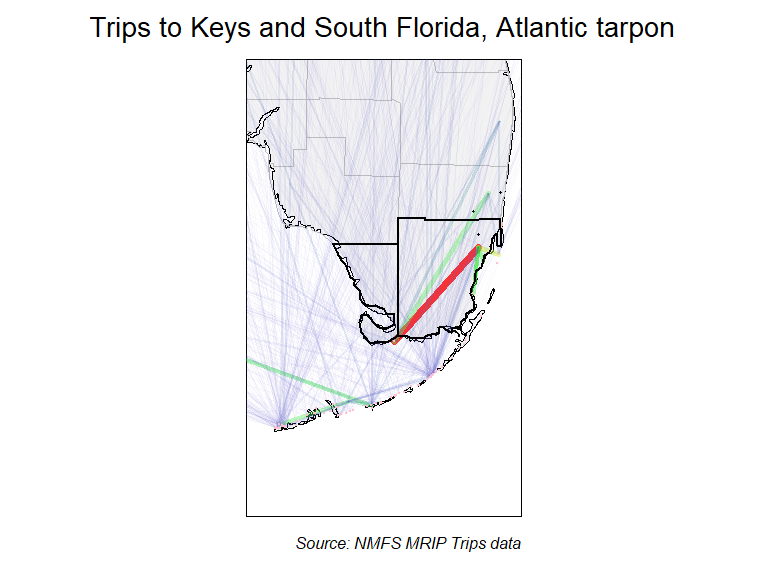 Trips to Keys and South Florida, Atlantic tarpon
Source: NMFS MRIP Trips data